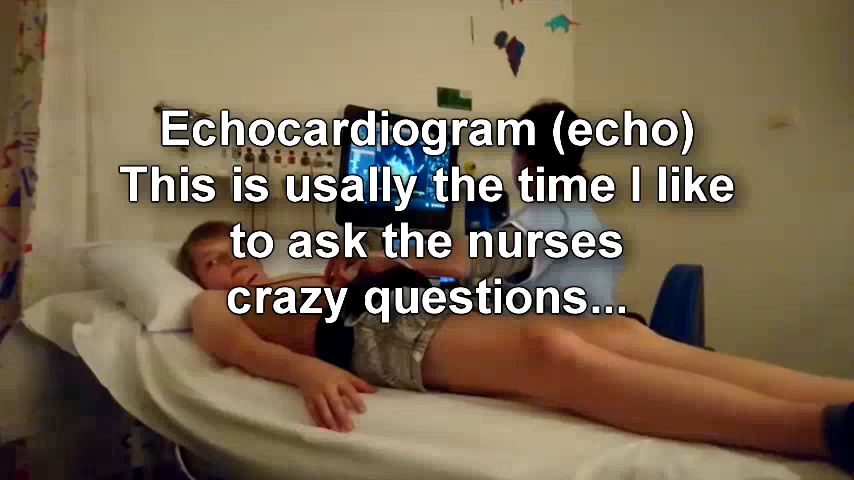 Echocardiogram (echo)
This is usally the time I like
to ask the nurses
crazy questions...